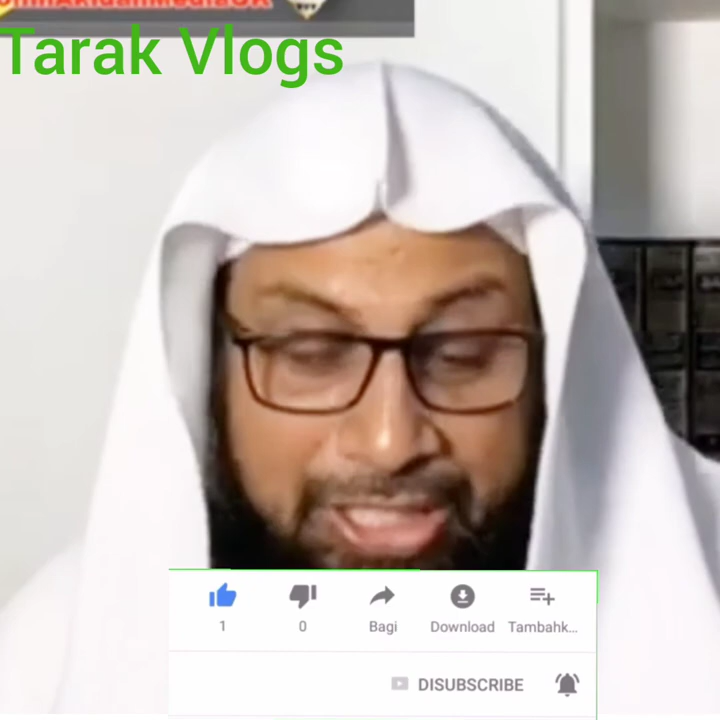 Tarak Vlogs
1
0
Bagi
Download
Tambahk...
DISUBSCRIBE